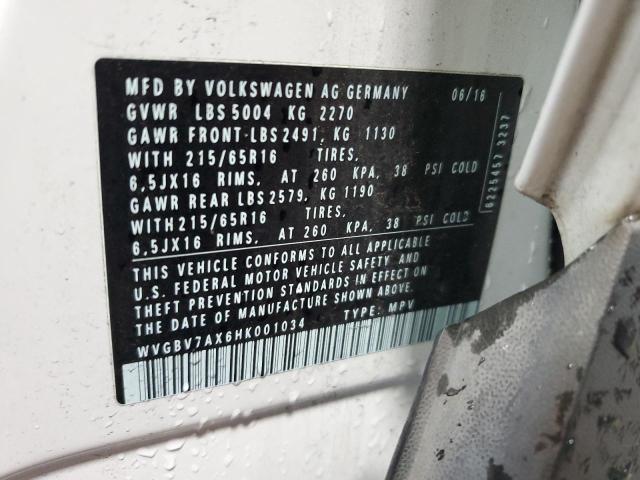 MFD BY VOLKSWAGEN AG GERMANY 06/16
GVWR LBS 5004 KG 2270
GAWR FRONT LBS 2491, KG 1130
WITH 215/65R16 TIRES,
6,5JX16 RIMS, AT 260 KPA, 38 PSI COLD
GAWR REAR LBS 2579, KG 1190
WITH 215/65R16 TIRES,
6,5JX16 RIMS, AT 260 KPA, 38 PSI COLD
THIS VEHICLE CONFORMS TO ALL APPLICABLE
U.S. FEDERAL MOTOR VEHICLE SAFETY AND
THEFT PREVENTION STANDARDS IN EFFECT ON
THE DATE OF MANUFACTURE SHOWN ABOVE.
WVGBV7AX6HK001034 TYPE: MPV
0225457 3237